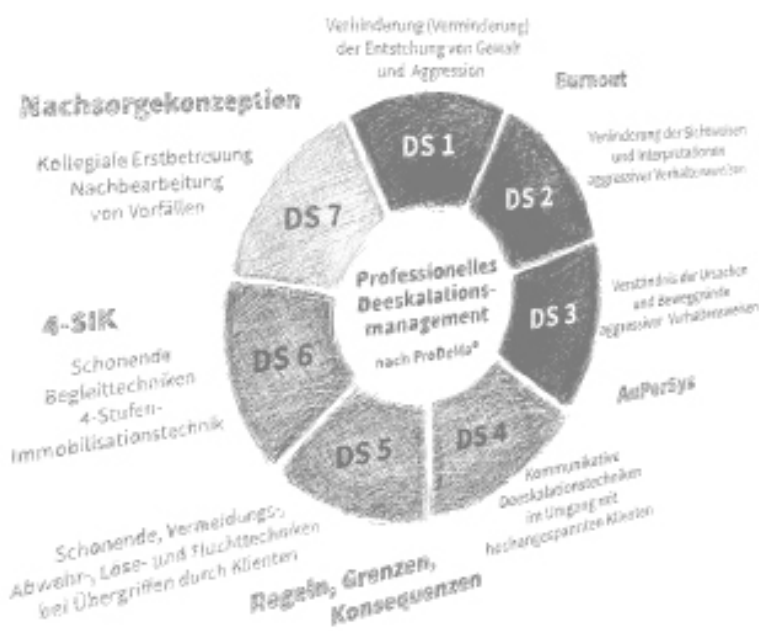 Verhinderung (Verminderung)
der Entstehung von Gewalt
und Aggression
Burnout
DS 1
Veränderung der Sichtweisen
und Interpretationen
aggressiver Verhaltensweisen
DS 2
Verständnis der Ursachen
und Beweggründe
aggressiver Verhaltensweisen
DS 3
AuPerSys
Kommunikative
Deeskalationstechniken
im Umgang mit
hochangespannten Klienten
DS 4
Regeln, Grenzen,
Konsequenzen
Schonende, Vermeidungs-,
Abwehr-, Löse- und Fluchttechniken
bei Übergriffen durch Klienten
DS 5
4-SIK
Schonende
Begleittechniken
4-Stufen-
Immobilisationstechnik
DS 6
Nachsorgekonzeption
Kollegiale Erstbetreuung
Nachbearbeitung
von Vorfällen
DS 7
Professionelles
Deeskalations-
management
nach ProDeMa®